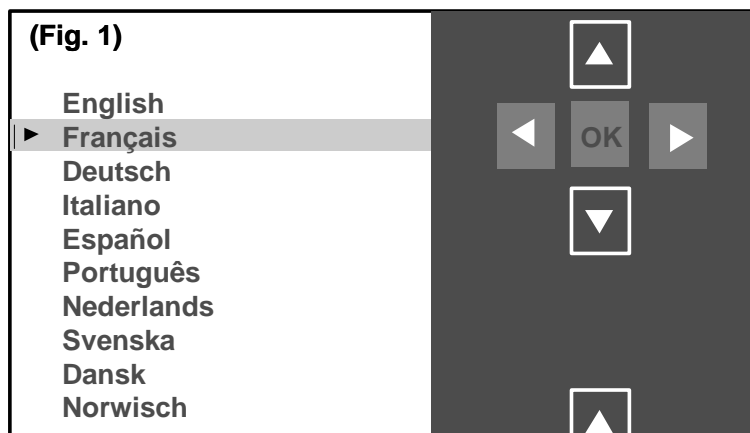 (Fig. 1)
English
Français
Deutsch
Italiano
Español
Português
Nederlands
Svenska
Dansk
Norwisch
OK